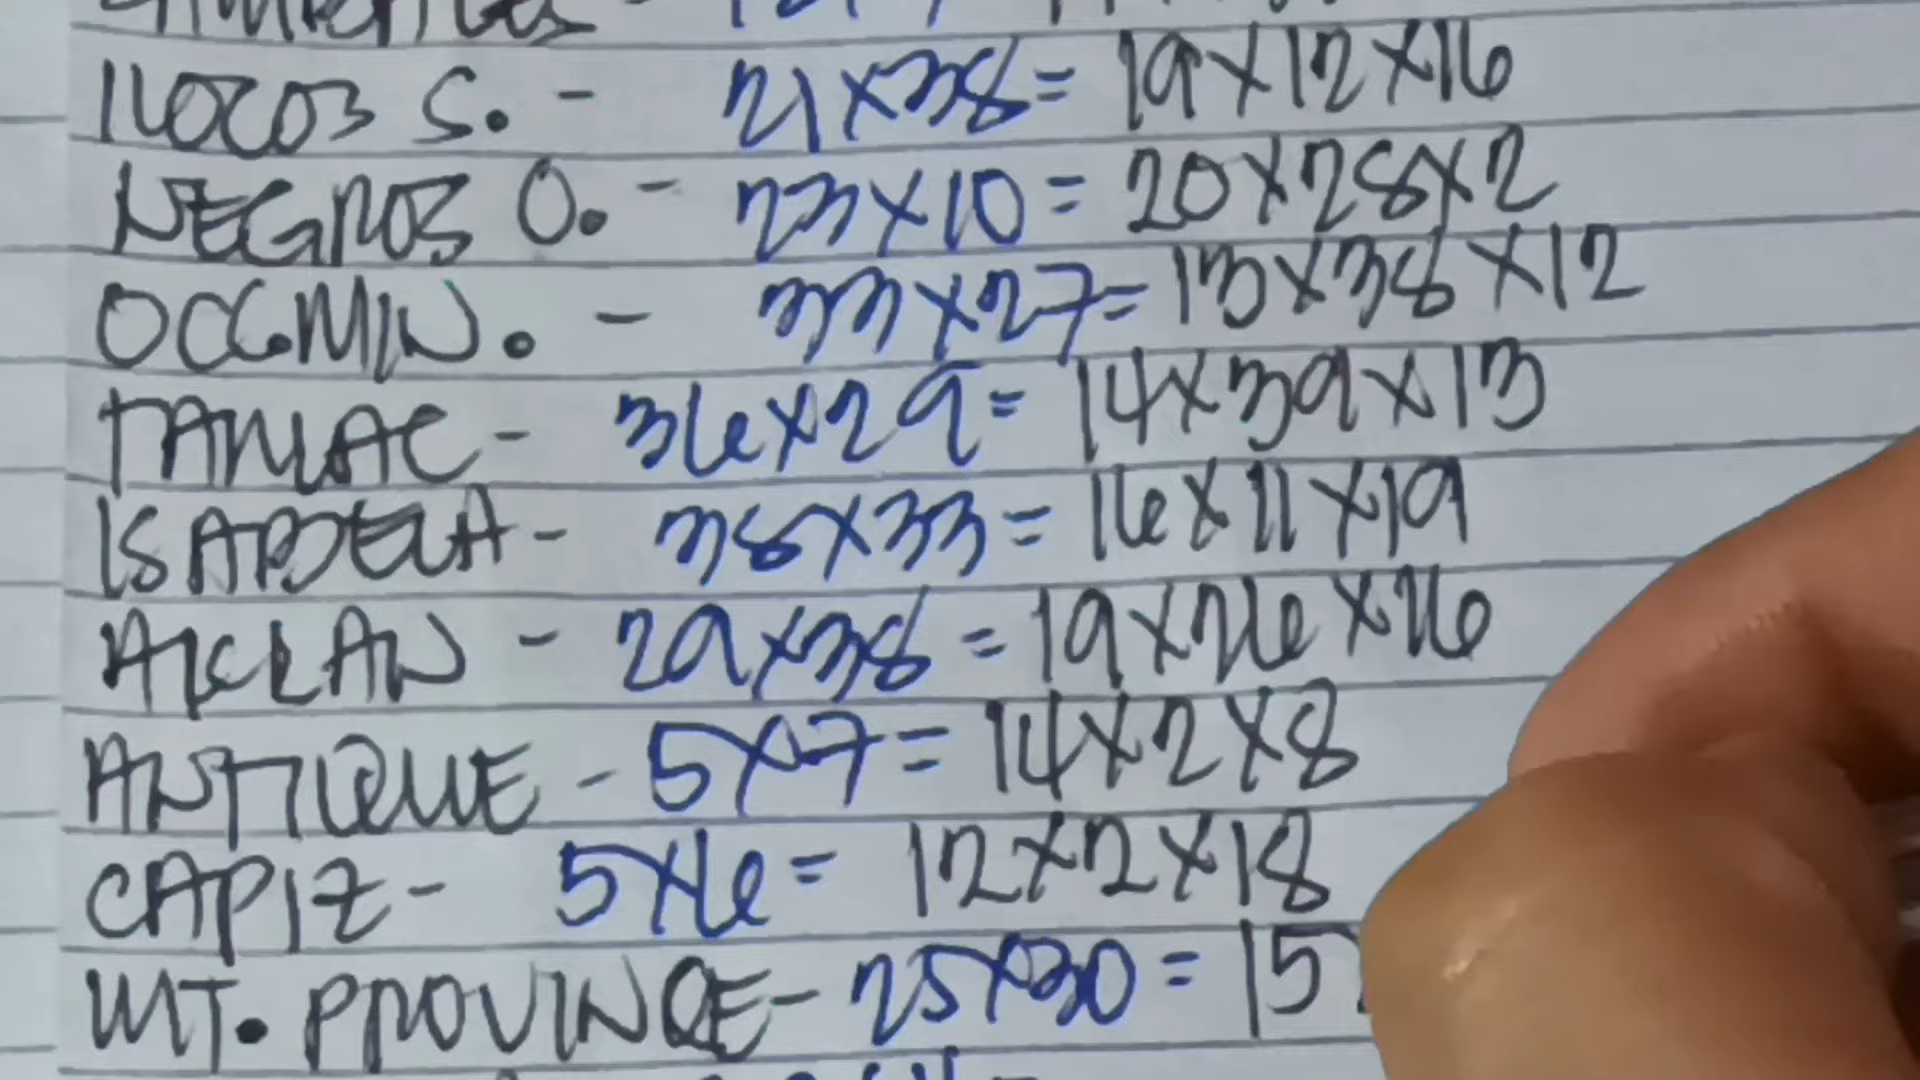 ILOCOS S. - 21x38= 19x12x16
NEGROS O. - 23x10= 20x28x2
OCC.MIN. - 33x27= 13x38x12
TARLAC - 36x29= 14x39x13
ISABELA - 38x33= 16x11x19
AKLAN - 29x38= 19x26x26
ANTIQUE - 5x7= 14x2x8
CAPIZ - 5x6= 12x2x18
MT. PROVINCE - 25x30= 15